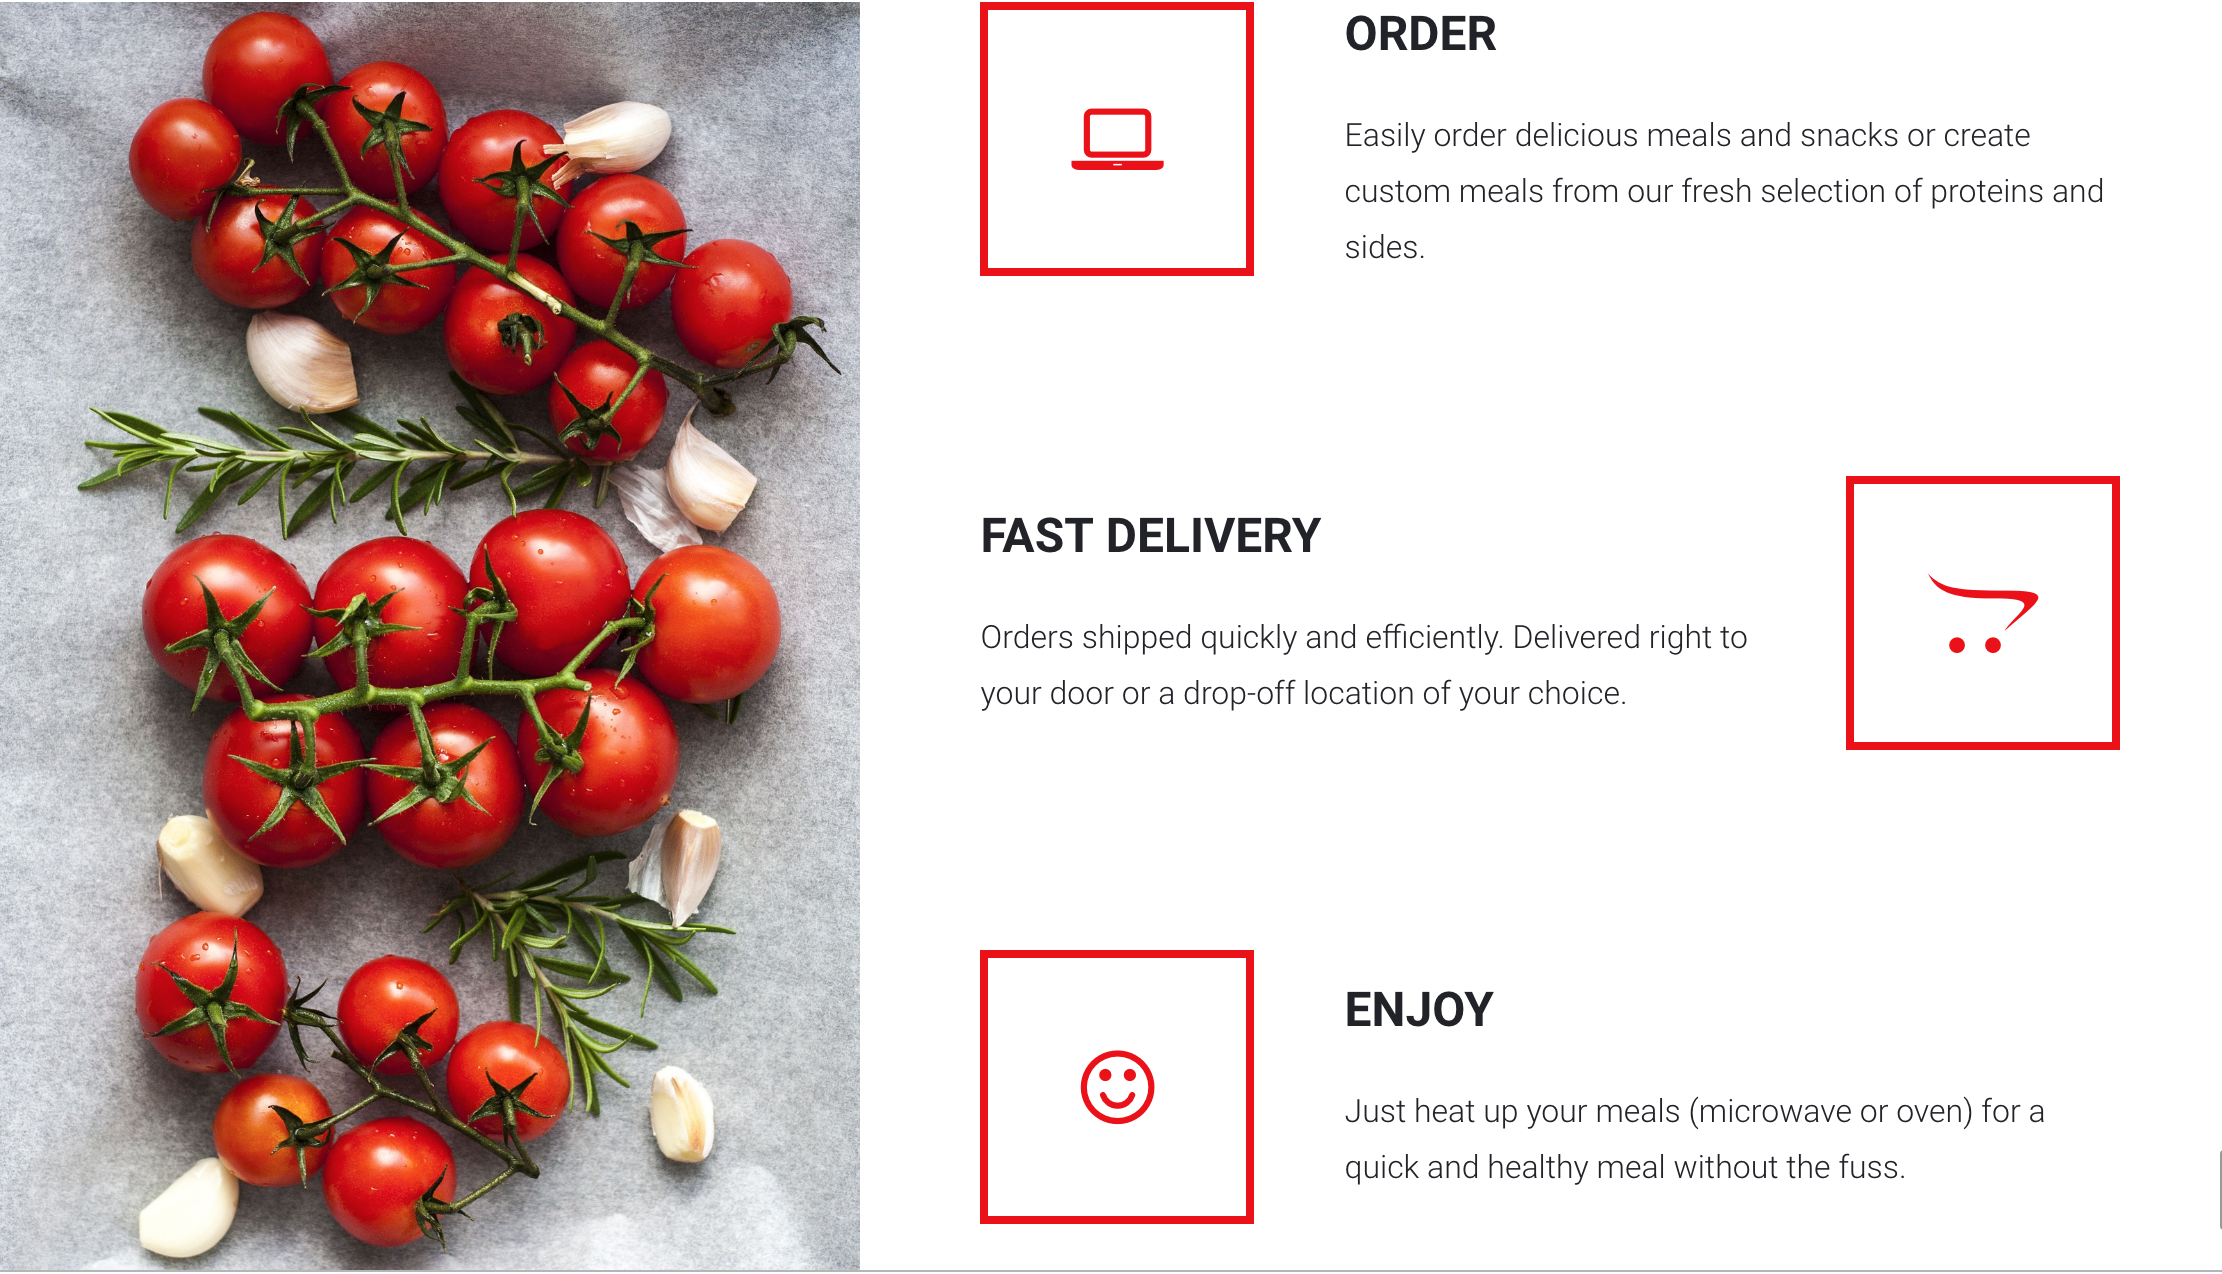 ORDER
Easily order delicious meals and snacks or create
custom meals from our fresh selection of proteins and
sides.
FAST DELIVERY
Orders shipped quickly and efficiently. Delivered right to
your door or a drop-off location of your choice.
ENJOY
Just heat up your meals (microwave or oven) for a
quick and healthy meal without the fuss.